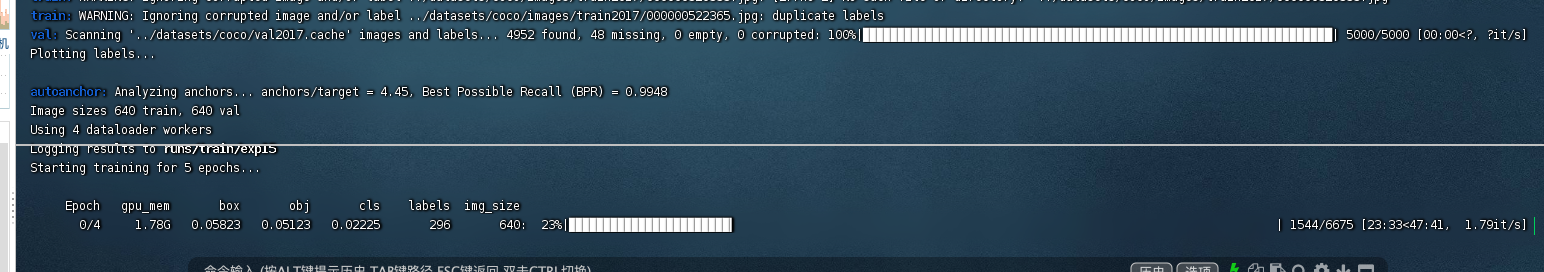 train: WARNING: Ignoring corrupted image and/or label ../datasets/coco/images/train2017/000000522365.jpg: duplicate labels
val: Scanning '../datasets/coco/val2017.cache' images and labels... 4952 found, 48 missing, 0 empty, 0 corrupted: 100%| | 5000/5000 [00:00<?, ?it/s]
Plotting labels...
autoanchor: Analyzing anchors... anchors/target = 4.45, Best Possible Recall (BPR) = 0.9948
Image sizes 640 train, 640 val
Using 4 dataloader workers
Logging results to runs/train/exp15
Starting training for 5 epochs...
Epoch gpu_mem box obj cls labels img_size
0/4 1.78G 0.05823 0.05123 0.02225 296 640: 23%| | 1544/6675 [23:33<47:41, 1.79it/s]
命令输入 (按ALT键提示历史,TAB键路径,ESC键返回,双击CTRL切换)
历史 选项